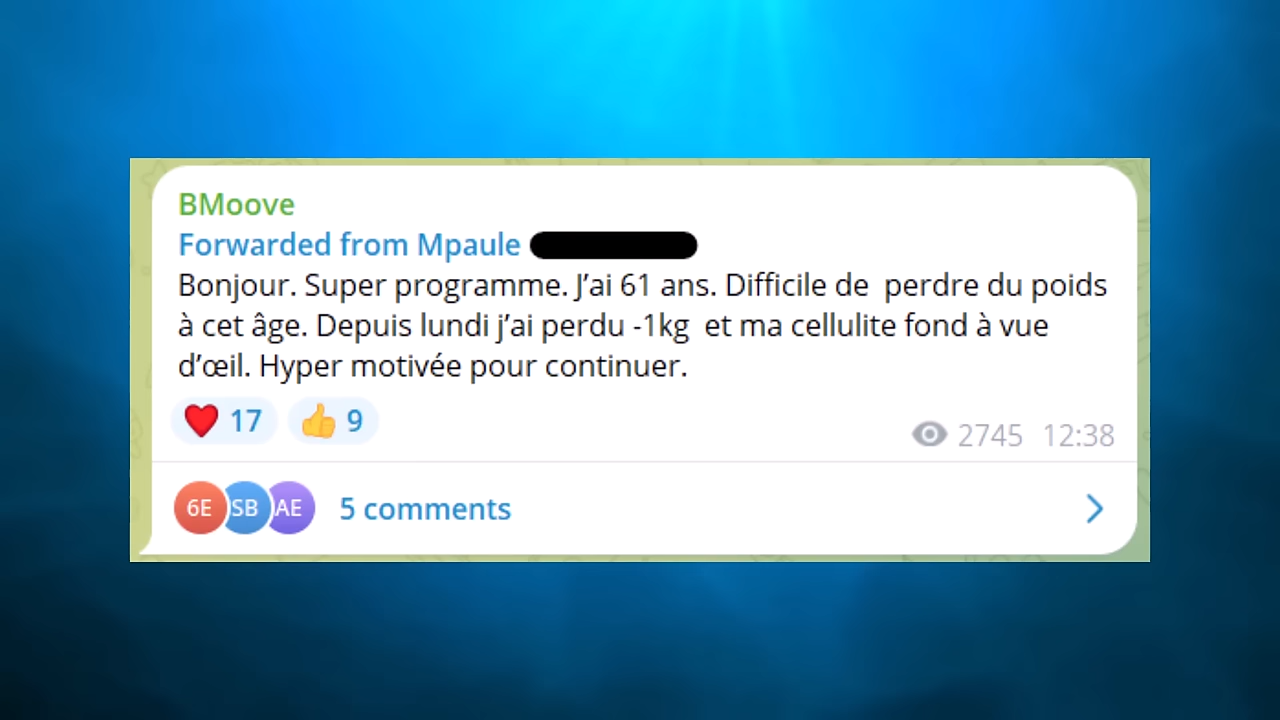 BMoove
Forwarded from Mpaule
Bonjour. Super programme. J’ai 61 ans. Difficile de  perdre du poids
à cet âge. Depuis lundi j’ai perdu -1kg  et ma cellulite fond à vue
d’œil. Hyper motivée pour continuer.
❤️ 17 👍 9
2745 12:38
6E SB AE 5 comments